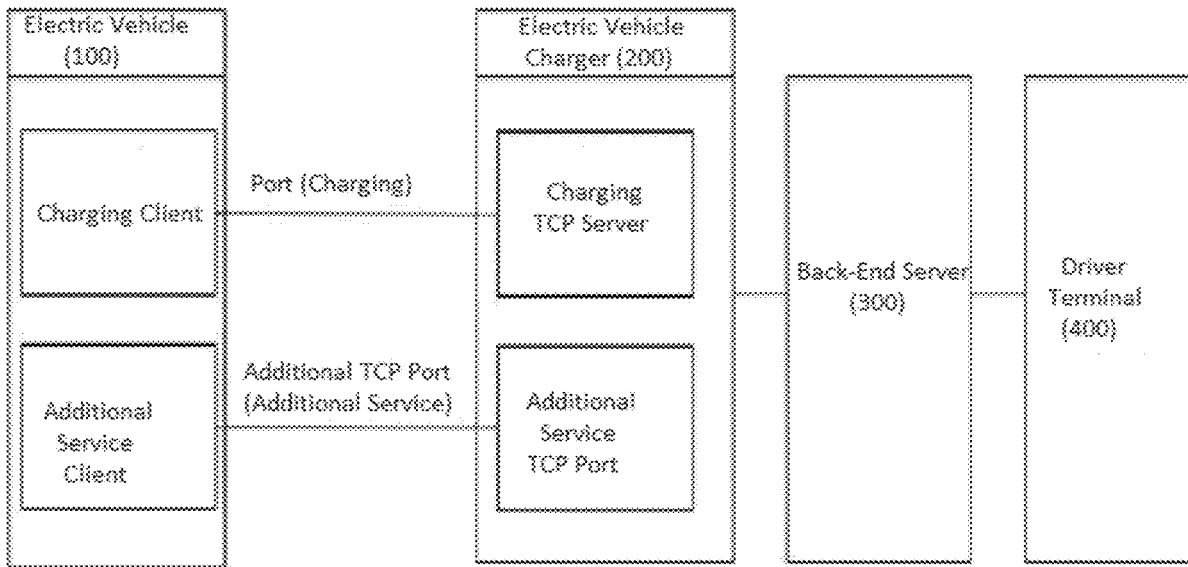 Electric Vehicle
(100)
Electric Vehicle
Charger (200)
Charging Client
Port (Charging)
Charging
TCP Server
Back-End Server
(300)
Driver
Terminal
(400)
Additional
Service
Client
Additional TCP Port
(Additional Service)
Additional
Service
TCP Port